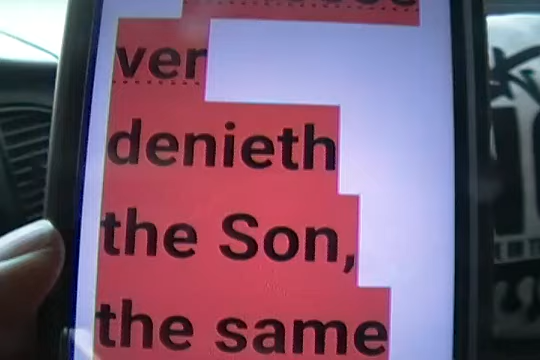 ver
denieth
the Son,
the same